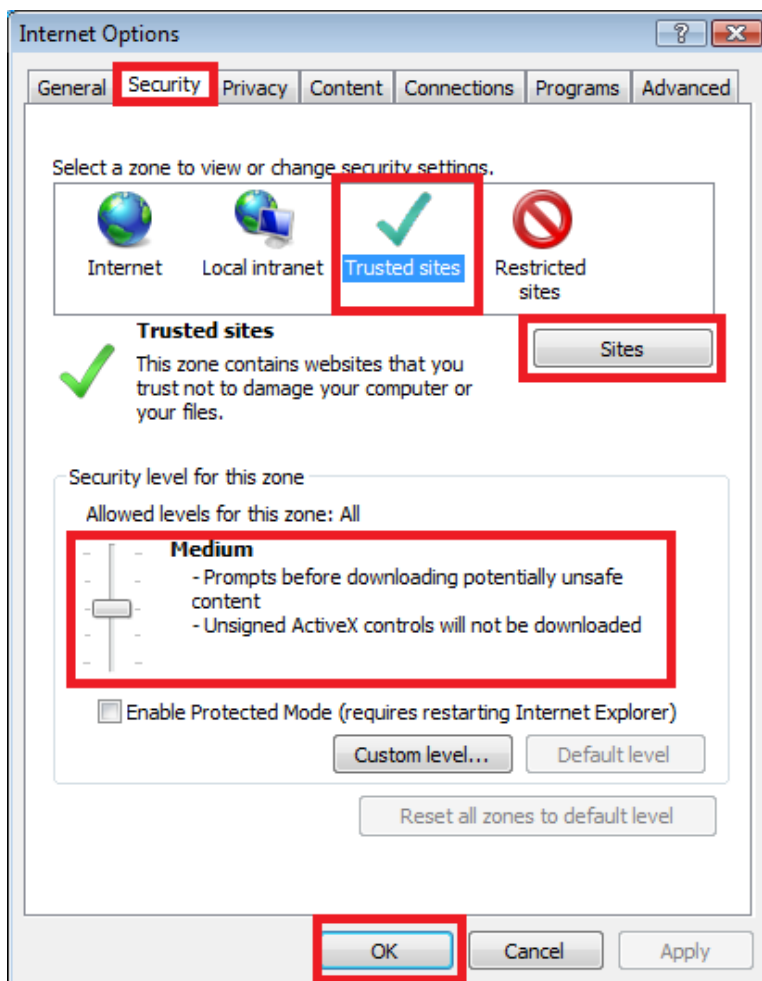 Internet Options
General Security Privacy Content Connections Programs Advanced
Select a zone to view or change security settings.
Internet Local intranet Trusted sites Restricted
sites
Trusted sites
Sites
This zone contains websites that you
trust not to damage your computer or
your files.
Security level for this zone
Allowed levels for this zone: All
Medium
- Prompts before downloading potentially unsafe
content
- Unsigned ActiveX controls will not be downloaded
Enable Protected Mode (requires restarting Internet Explorer)
Custom level... Default level
Reset all zones to default level
OK Cancel Apply